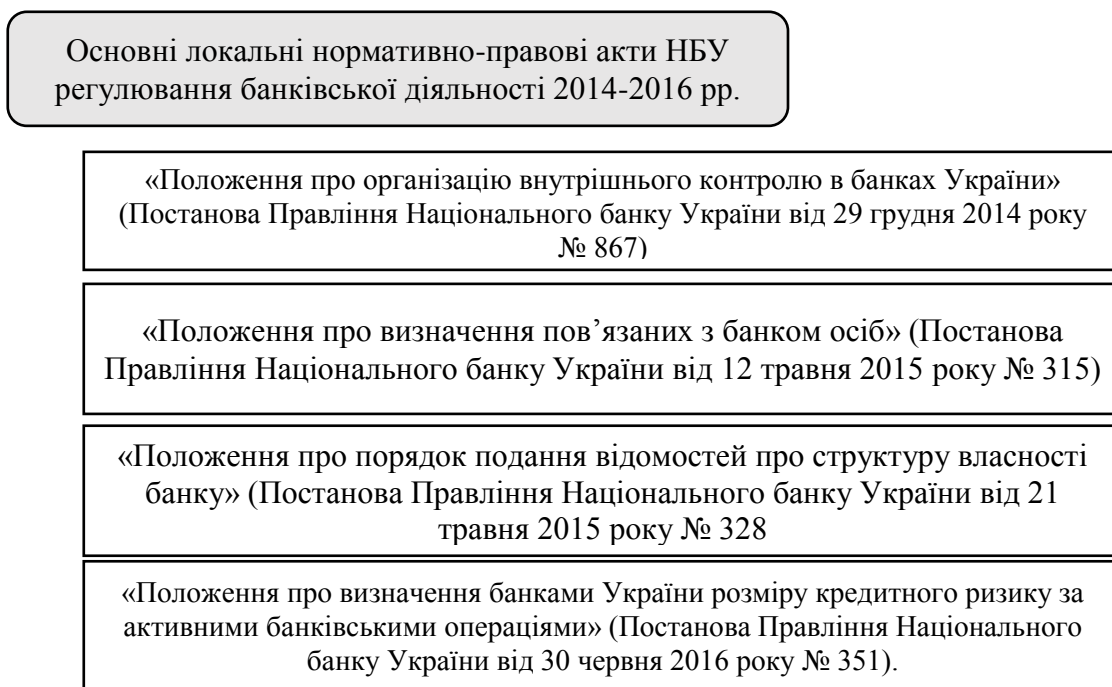 Основні локальні нормативно-правові акти НБУ
регулювання банківської діяльності 2014-2016 рр.
«Положення про організацію внутрішнього контролю в банках України»
(Постанова Правління Національного банку України від 29 грудня 2014 року
№ 867)
«Положення про визначення пов’язаних з банком осіб» (Постанова
Правління Національного банку України від 12 травня 2015 року № 315)
«Положення про порядок подання відомостей про структуру власності
банку» (Постанова Правління Національного банку України від 21
травня 2015 року № 328
«Положення про визначення банками України розміру кредитного ризику за
активними банківськими операціями» (Постанова Правління Національного
банку України від 30 червня 2016 року № 351).